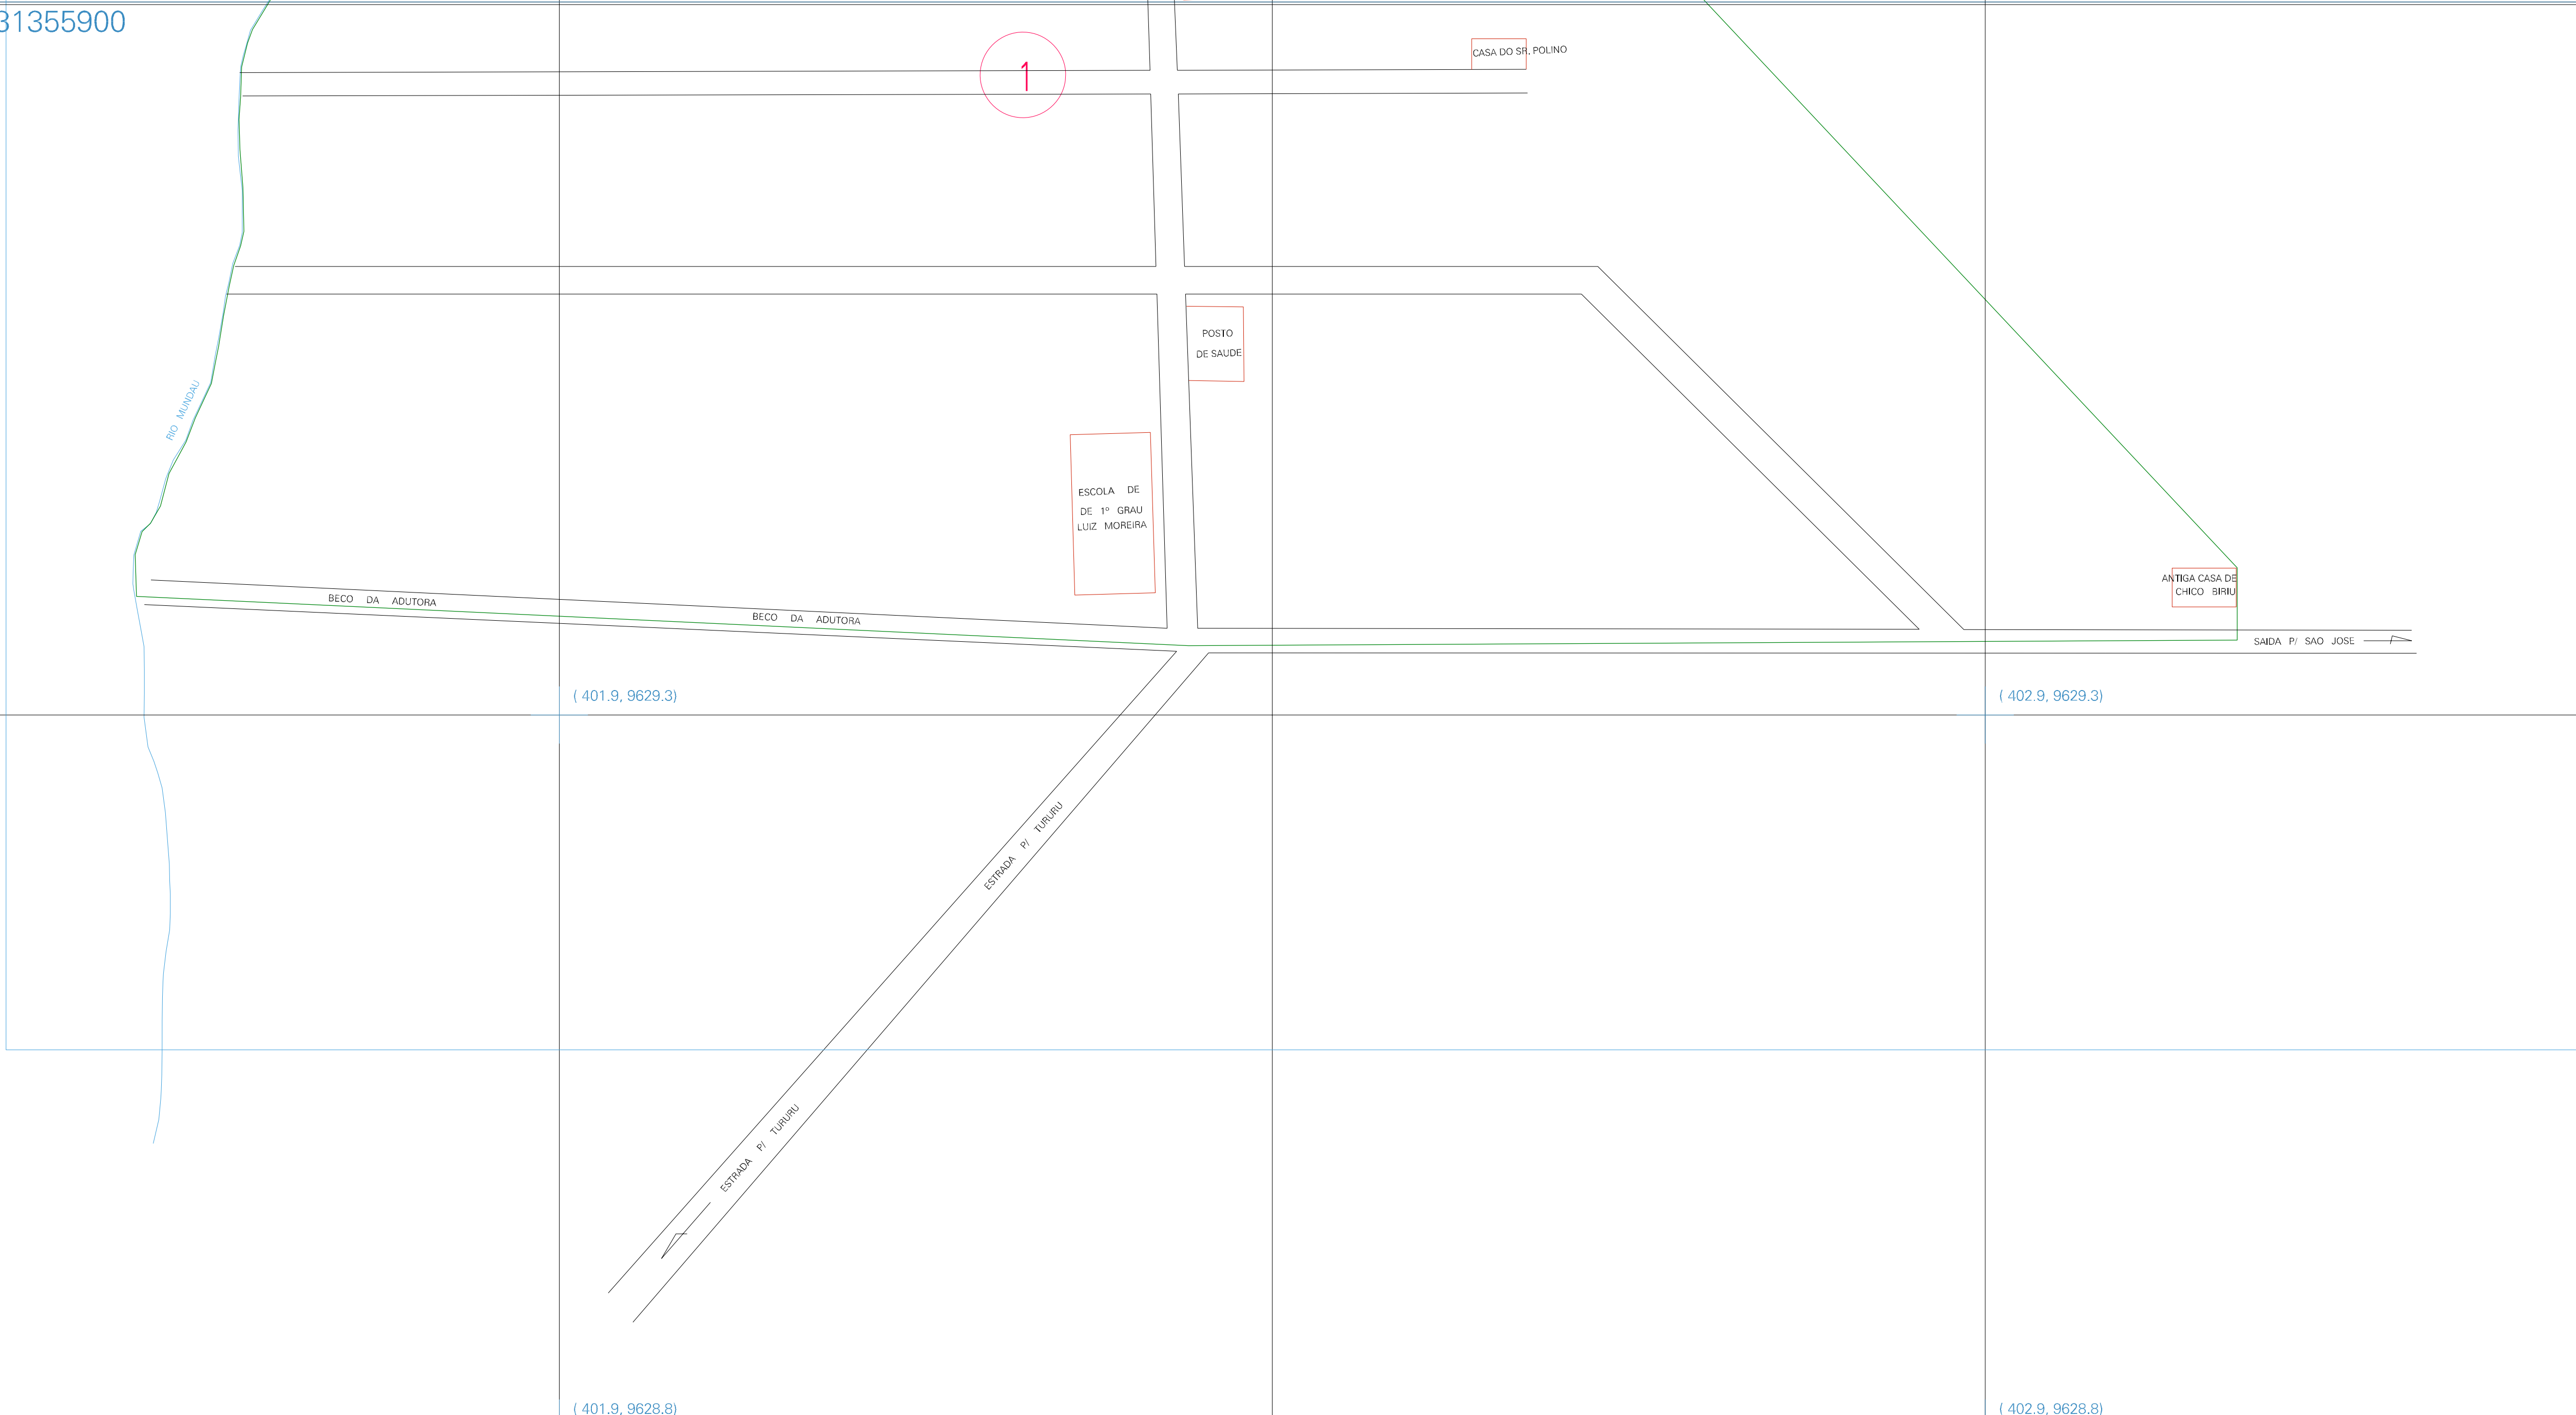 31355900
1
CASA DO SR. POLINO
POSTO
DE SAUDE
RIO MUNDAU
ESCOLA DE
DE 1º GRAU
LUIZ MOREIRA
ANTIGA CASA DE
CHICO BIRIU
BECO DA ADUTORA
BECO DA ADUTORA
SAIDA P/ SAO JOSE
( 401.9, 9629.3)
( 402.9, 9629.3)
ESTRADA P/ TURURU
ESTRADA P/ TURURU
( 401.9, 9628.8)
( 402.9, 9628.8)